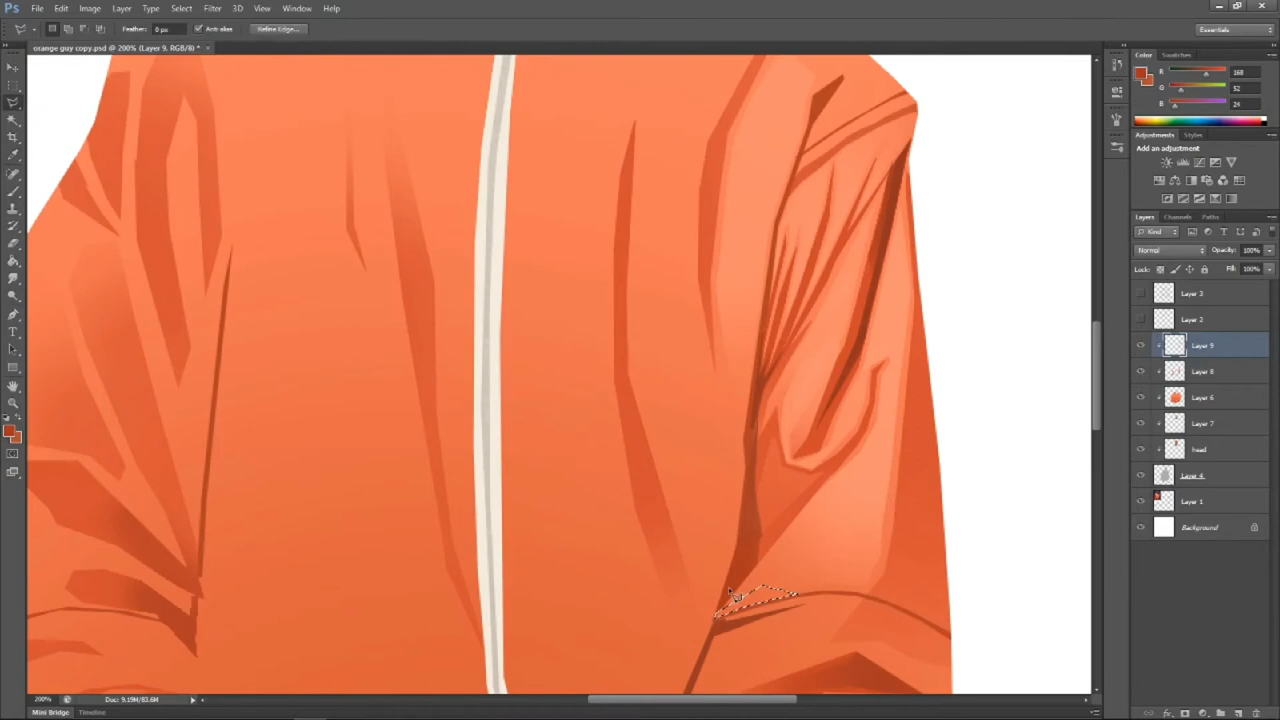 Ps File Edit Image Layer Type Select Filter 3D View Window Help
Feather: 0 px Anti-alias Refine Edge... Essentials
orange guy copy.psd @ 200% (Layer 9, RGB/8) * ×
Color Swatches
R 168
G 52
B 24
Adjustments Styles
Add an adjustment
Layers Channels Paths
Kind
Normal Opacity: 100%
Lock: Fill: 100%
Layer 3
Layer 2
Layer 9
Layer 8
Layer 6
Layer 7
head
Layer 4
Layer 1
Background
200% Doc: 9.19M/83.6M
Mini Bridge Timeline